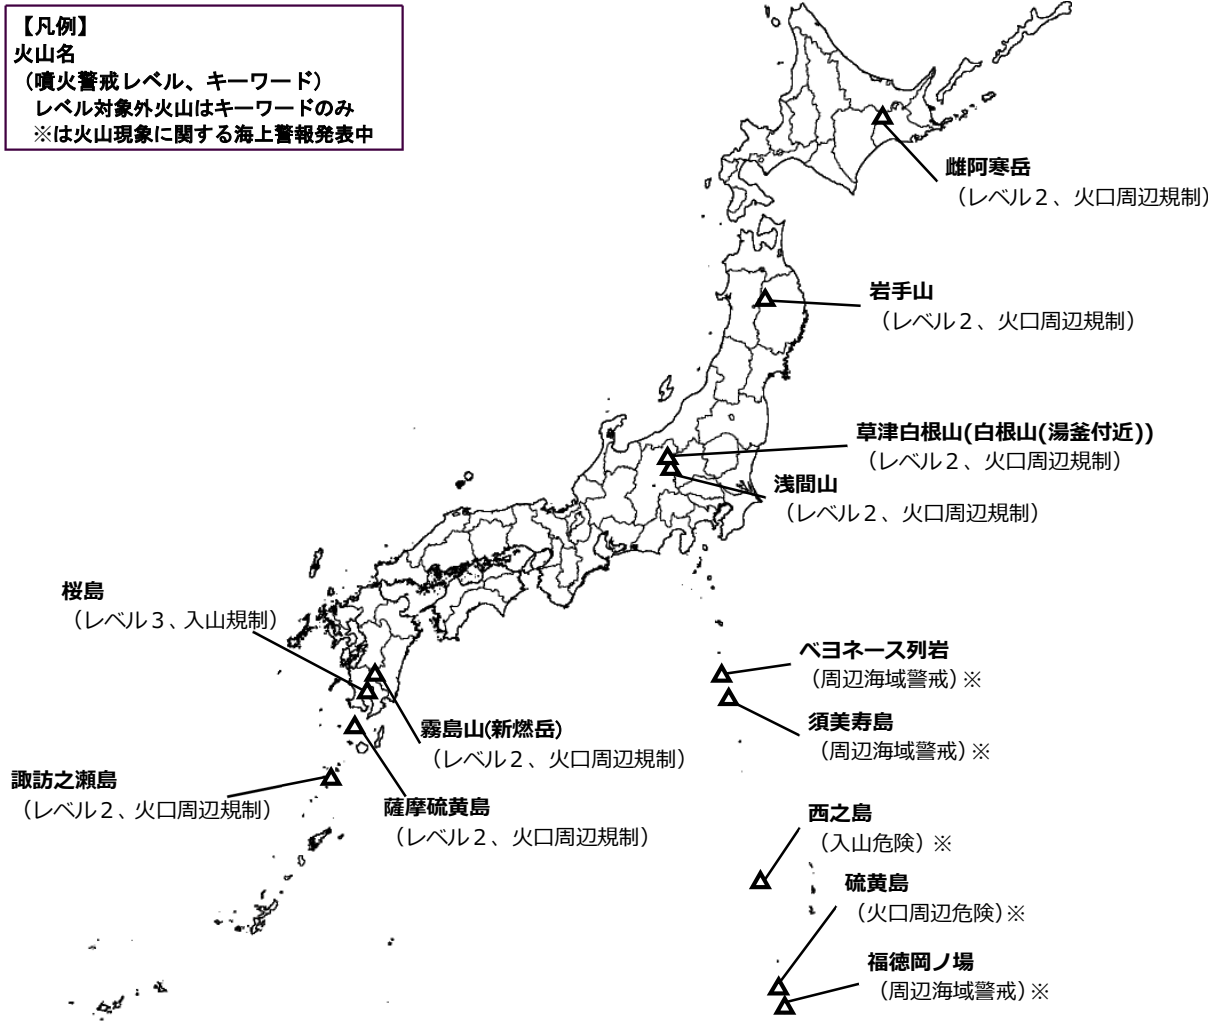 【凡例】
火山名
（噴火警戒レベル、キーワード）
レベル対象外火山はキーワードのみ
※は火山現象に関する海上警報発表中
雌阿寒岳
（レベル２、火口周辺規制）
岩手山
（レベル２、火口周辺規制）
草津白根山(白根山(湯釜付近))
（レベル２、火口周辺規制）
浅間山
（レベル２、火口周辺規制）
桜島
（レベル３、入山規制）
ベヨネース列岩
（周辺海域警戒）※
須美寿島
（周辺海域警戒）※
霧島山(新燃岳)
（レベル２、火口周辺規制）
諏訪之瀬島
（レベル２、火口周辺規制）
薩摩硫黄島
（レベル２、火口周辺規制）
西之島
（入山危険）※
硫黄島
（火口周辺危険）※
福徳岡ノ場
（周辺海域警戒）※